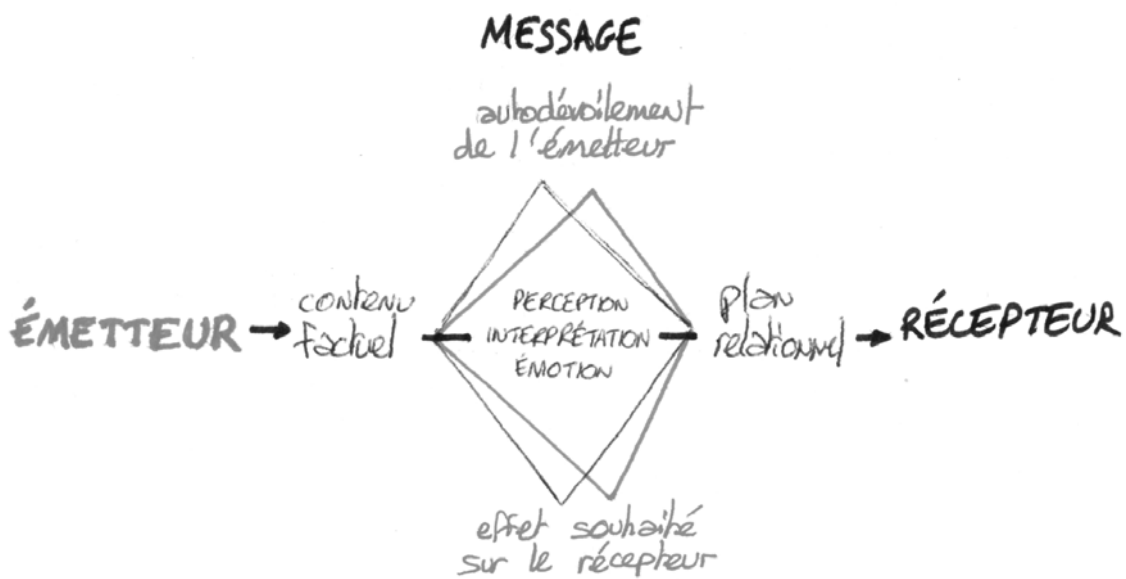 MESSAGE
autodévoilement
de l'émetteur
ÉMETTEUR
contenu
factuel
PERCEPTION
INTERPRÉTATION
ÉMOTION
plan
relationnel
RÉCEPTEUR
effet souhaité
sur le récepteur